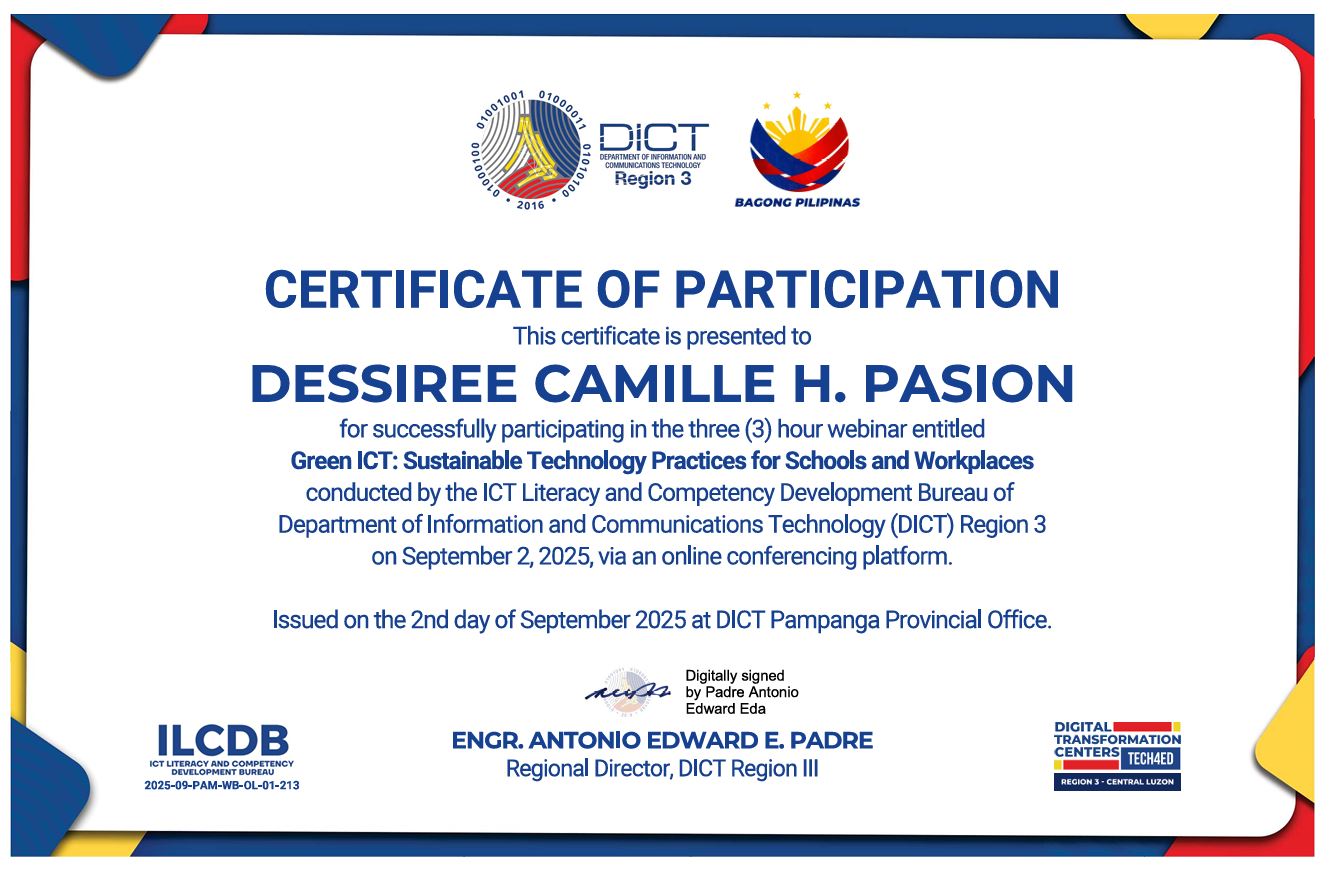 01000100 01001001 01000011 01010100
• 2016 •
DICT
DEPARTMENT OF INFORMATION AND
COMMUNICATIONS TECHNOLOGY
Region 3
BAGONG PILIPINAS
CERTIFICATE OF PARTICIPATION
This certificate is presented to
DESSIREE CAMILLE H. PASION
for successfully participating in the three (3) hour webinar entitled
Green ICT: Sustainable Technology Practices for Schools and Workplaces
conducted by the ICT Literacy and Competency Development Bureau of
Department of Information and Communications Technology (DICT) Region 3
on September 2, 2025, via an online conferencing platform.
Issued on the 2nd day of September 2025 at DICT Pampanga Provincial Office.
Digitally signed
by Padre Antonio
Edward Eda
ENGR. ANTONIO EDWARD E. PADRE
Regional Director, DICT Region III
ILCDB
ICT LITERACY AND COMPETENCY
DEVELOPMENT BUREAU
2025-09-PAM-WB-OL-01-213
DIGITAL
TRANSFORMATION
CENTERS TECH4ED
REGION 3 - CENTRAL LUZON